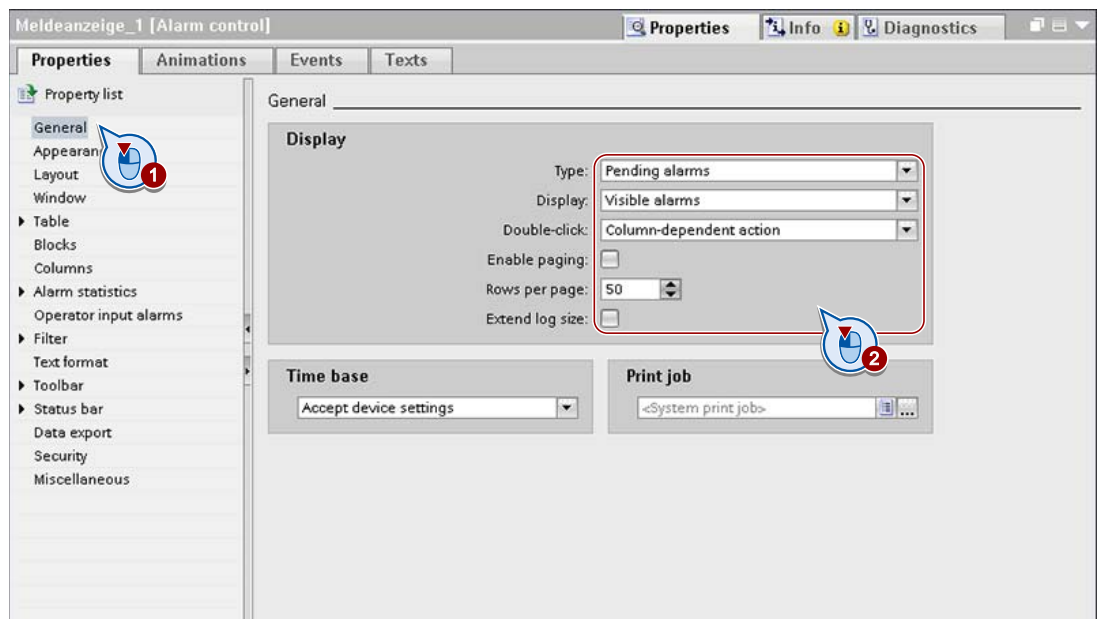 Meldeanzeige_1 [Alarm control]
Properties Info Diagnostics
Properties Animations Events Texts
Property list
General
Appearan
Layout
Window
Table
Blocks
Columns
Alarm statistics
Operator input alarms
Filter
Text format
Toolbar
Status bar
Data export
Security
Miscellaneous
1
General
Display
Type: Pending alarms
Display: Visible alarms
Double-click: Column-dependent action
Enable paging:
Rows per page: 50
Extend log size:
2
Time base
Accept device settings
Print job
<System print job>
...